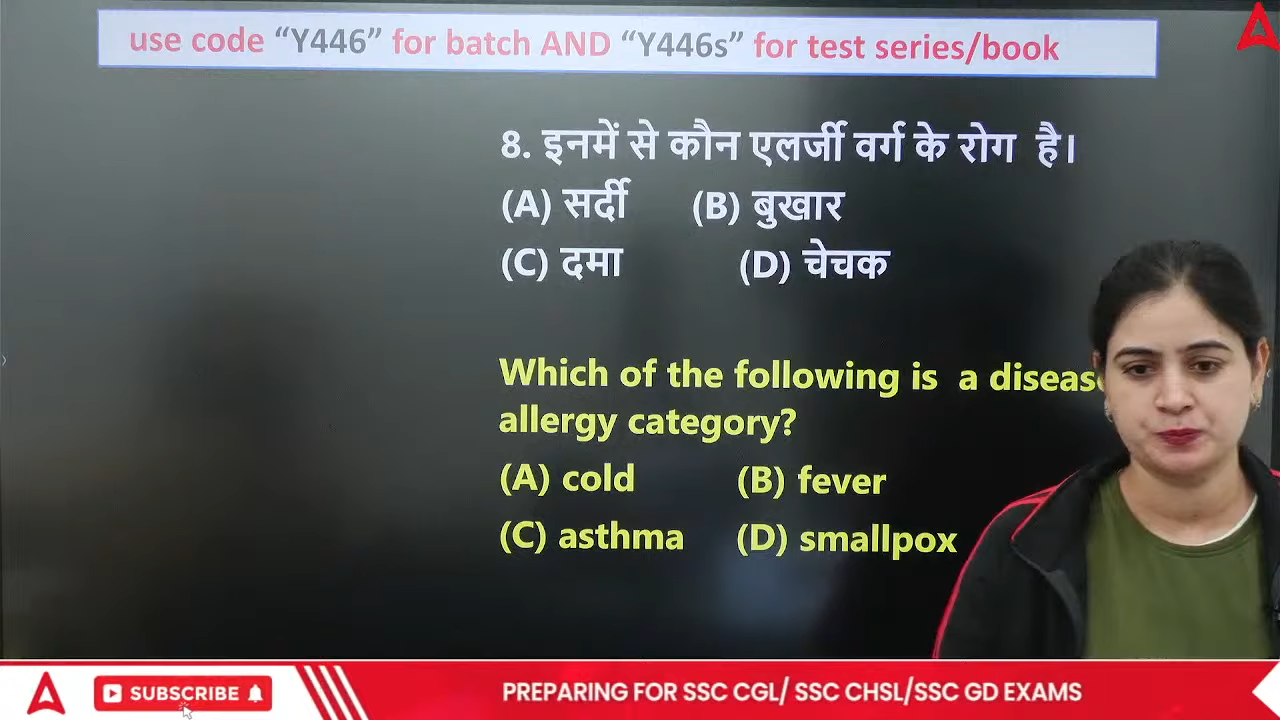 use code “Y446” for batch AND “Y446s” for test series/book
8. इनमें से कौन एलर्जी वर्ग के रोग है।
(A) सर्दी (B) बुखार
(C) दमा (D) चेचक
Which of the following is a diseas
allergy category?
(A) cold (B) fever
(C) asthma (D) smallpox
SUBSCRIBE
PREPARING FOR SSC CGL/ SSC CHSL/SSC GD EXAMS